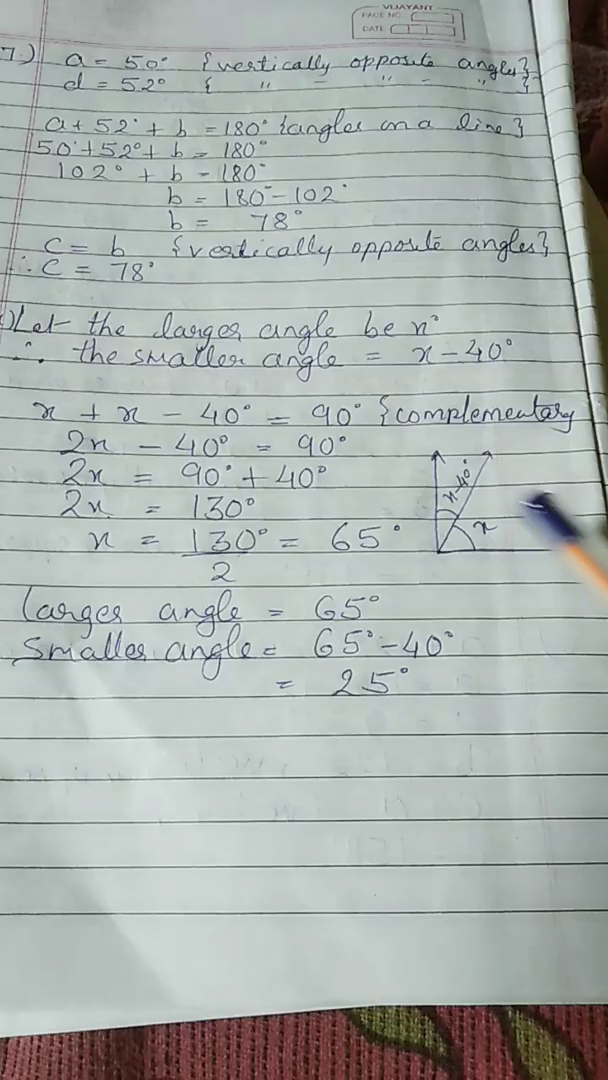 VIJAYANT
PAGE NO.
DATE
7.) a = 50° {vertically opposite angles}
d = 52° { " - " - " }
a + 52° + b = 180° {angles on a line}
50° + 52° + b = 180°
102° + b = 180°
b = 180° - 102°
b = 78°
c = b {vertically opposite angles}
∴ c = 78°
) Let the larger angle be x°
∴ the smaller angle = x - 40°
x + x - 40° = 90° {complementary
2x - 40° = 90°
2x = 90° + 40°
2x = 130°
x = 130° = 65°
2
x-40°
x
larger angle = 65°
smaller angle = 65° - 40°
= 25°